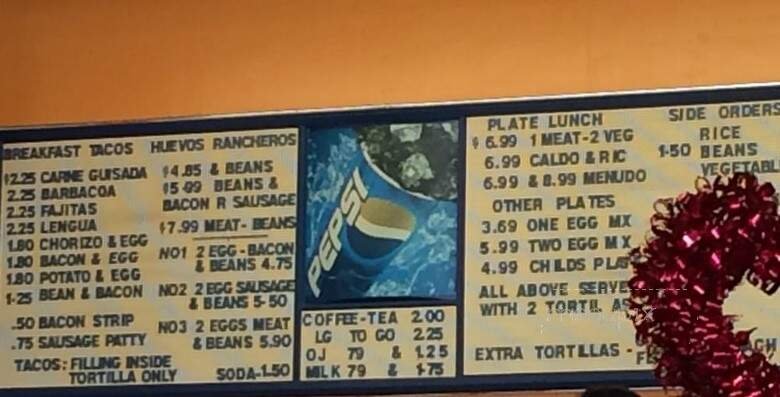 BREAKFAST TACOS
$2.25 CARNE GUISADA
2.25 BARBACOA
2.25 FAJITAS
2.25 LENGUA
1.80 CHORIZO & EGG
1.80 BACON & EGG
1.80 POTATO & EGG
1-25 BEAN & BACON
.50 BACON STRIP
.75 SAUSAGE PATTY
TACOS: FILLING INSIDE
TORTILLA ONLY
HUEVOS RANCHEROS
$4.85 & BEANS
$5.99 BEANS &
BACON R SAUSAGE
$7.99 MEAT- BEANS
NO1 2 EGG-BACON
& BEANS 4.75
NO2 2 EGG SAUSAGE
& BEANS 5-50
NO3 2 EGGS MEAT
& BEANS 5.90
SODA-1.50
PEPSI
COFFEE-TEA 2.00
LG TO GO 2.25
OJ 79 & 1.25
MILK 79 & 1-75
PLATE LUNCH
$ 6.99 1 MEAT-2 VEG
6.99 CALDO & RIC
6.99 & 8.99 MENUDO
OTHER PLATES
3.69 ONE EGG MX
5.99 TWO EGG MX
4.99 CHILDS
ALL ABOVE SERVE
WITH 2
EXTRA TORTILLAS -
SIDE ORDERS
RICE
1-50 BEANS
VEGETABL